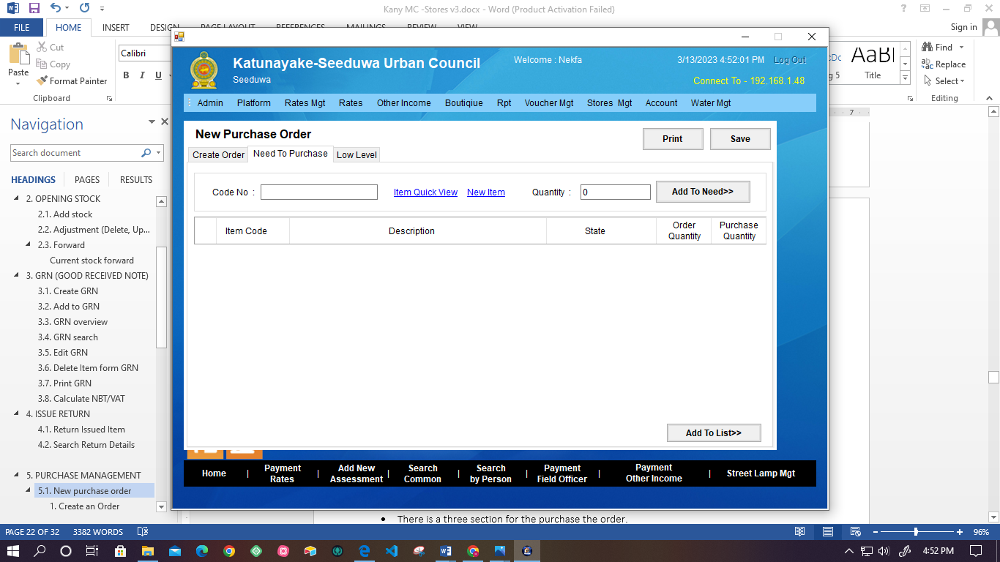 Kany MC -Stores v3.docx - Word (Product Activation Failed)
FILE HOME INSERT DESIGN PAGE LAYOUT REFERENCES MAILINGS REVIEW VIEW Sign in
Paste
Cut
Copy
Format Painter
Clipboard
Calibri
B I U
AaBl
Title
Find
Replace
Select
Editing
7
Navigation
Search document
HEADINGS PAGES RESULTS
2. OPENING STOCK
2.1. Add stock
2.2. Adjustment (Delete, Up...
2.3. Forward
Current stock forward
3. GRN (GOOD RECEIVED NOTE)
3.1. Create GRN
3.2. Add to GRN
3.3. GRN overview
3.4. GRN search
3.5. Edit GRN
3.6. Delete Item form GRN
3.7. Print GRN
3.8. Calculate NBT/VAT
4. ISSUE RETURN
4.1. Return Issued Item
4.2. Search Return Details
5. PURCHASE MANAGEMENT
5.1. New purchase order
1. Create an Order
Katunayake-Seeduwa Urban Council
Seeduwa
Welcome : Nekfa
3/13/2023 4:52:01 PM Log Out
Connect To - 192.168.1.48
Admin Platform Rates Mgt Rates Other Income Boutiqiue Rpt Voucher Mgt Stores Mgt Account Water Mgt
New Purchase Order
Print Save
Create Order Need To Purchase Low Level
Code No : Item Quick View New Item Quantity : 0 Add To Need>>
Item Code Description State Order Quantity Purchase Quantity
Add To List>>
Home | Payment Rates | Add New Assessment | Search Common | Search by Person | Payment Field Officer | Payment Other Income | Street Lamp Mgt
• There is a three section for the purchase the order.
PAGE 22 OF 32 3382 WORDS 96%
4:52 PM